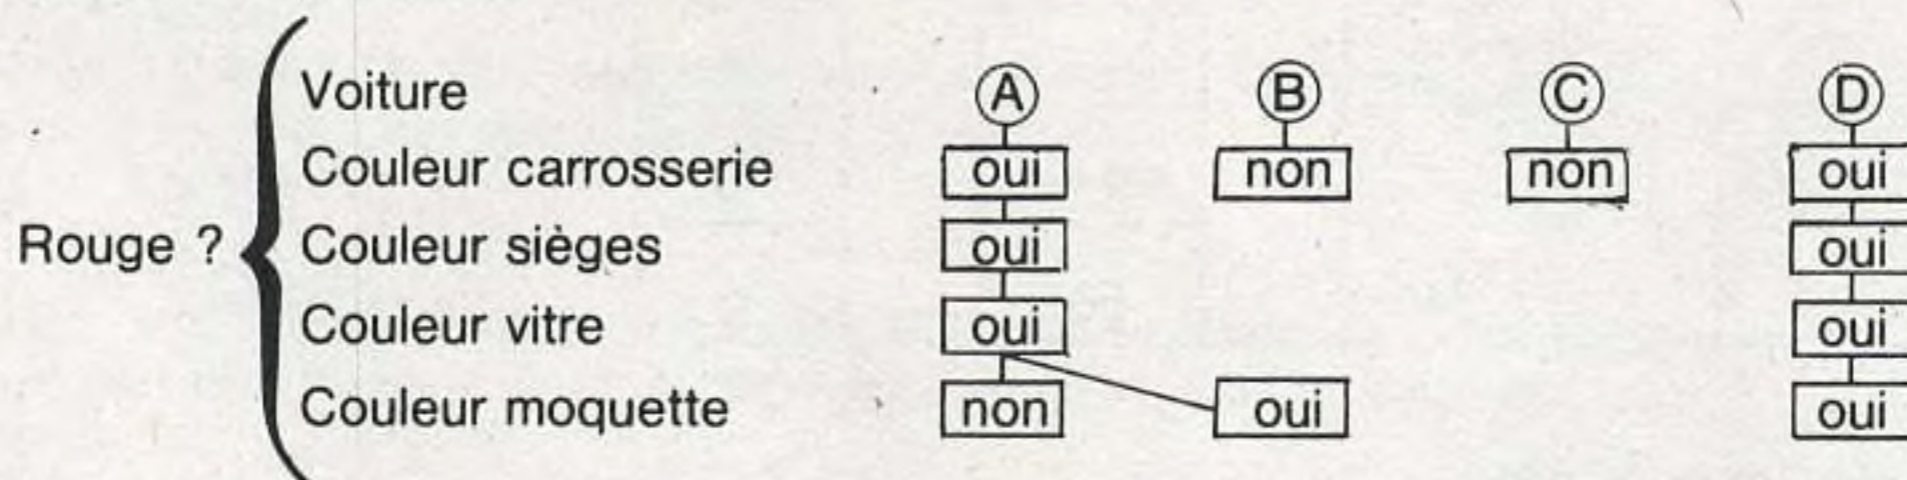 Voiture A B C D
Couleur carrosserie oui non non oui
Rouge ? Couleur sièges oui oui
Couleur vitre oui oui
Couleur moquette non oui oui